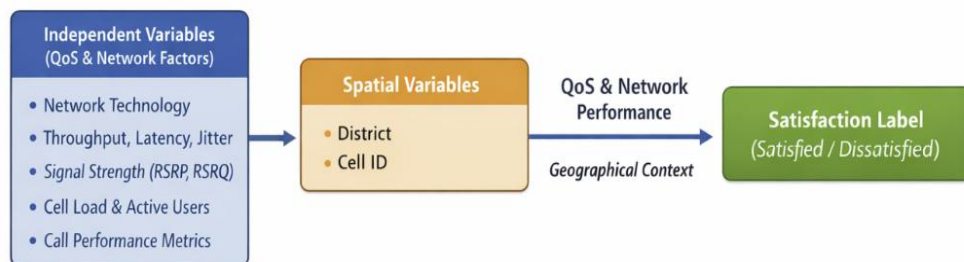 Independent Variables
(QoS & Network Factors)
• Network Technology
• Throughput, Latency, Jitter
• Signal Strength (RSRP, RSRQ)
• Cell Load & Active Users
• Call Performance Metrics
Spatial Variables
• District
• Cell ID
QoS & Network
Performance
Geographical Context
Satisfaction Label
(Satisfied / Dissatisfied)